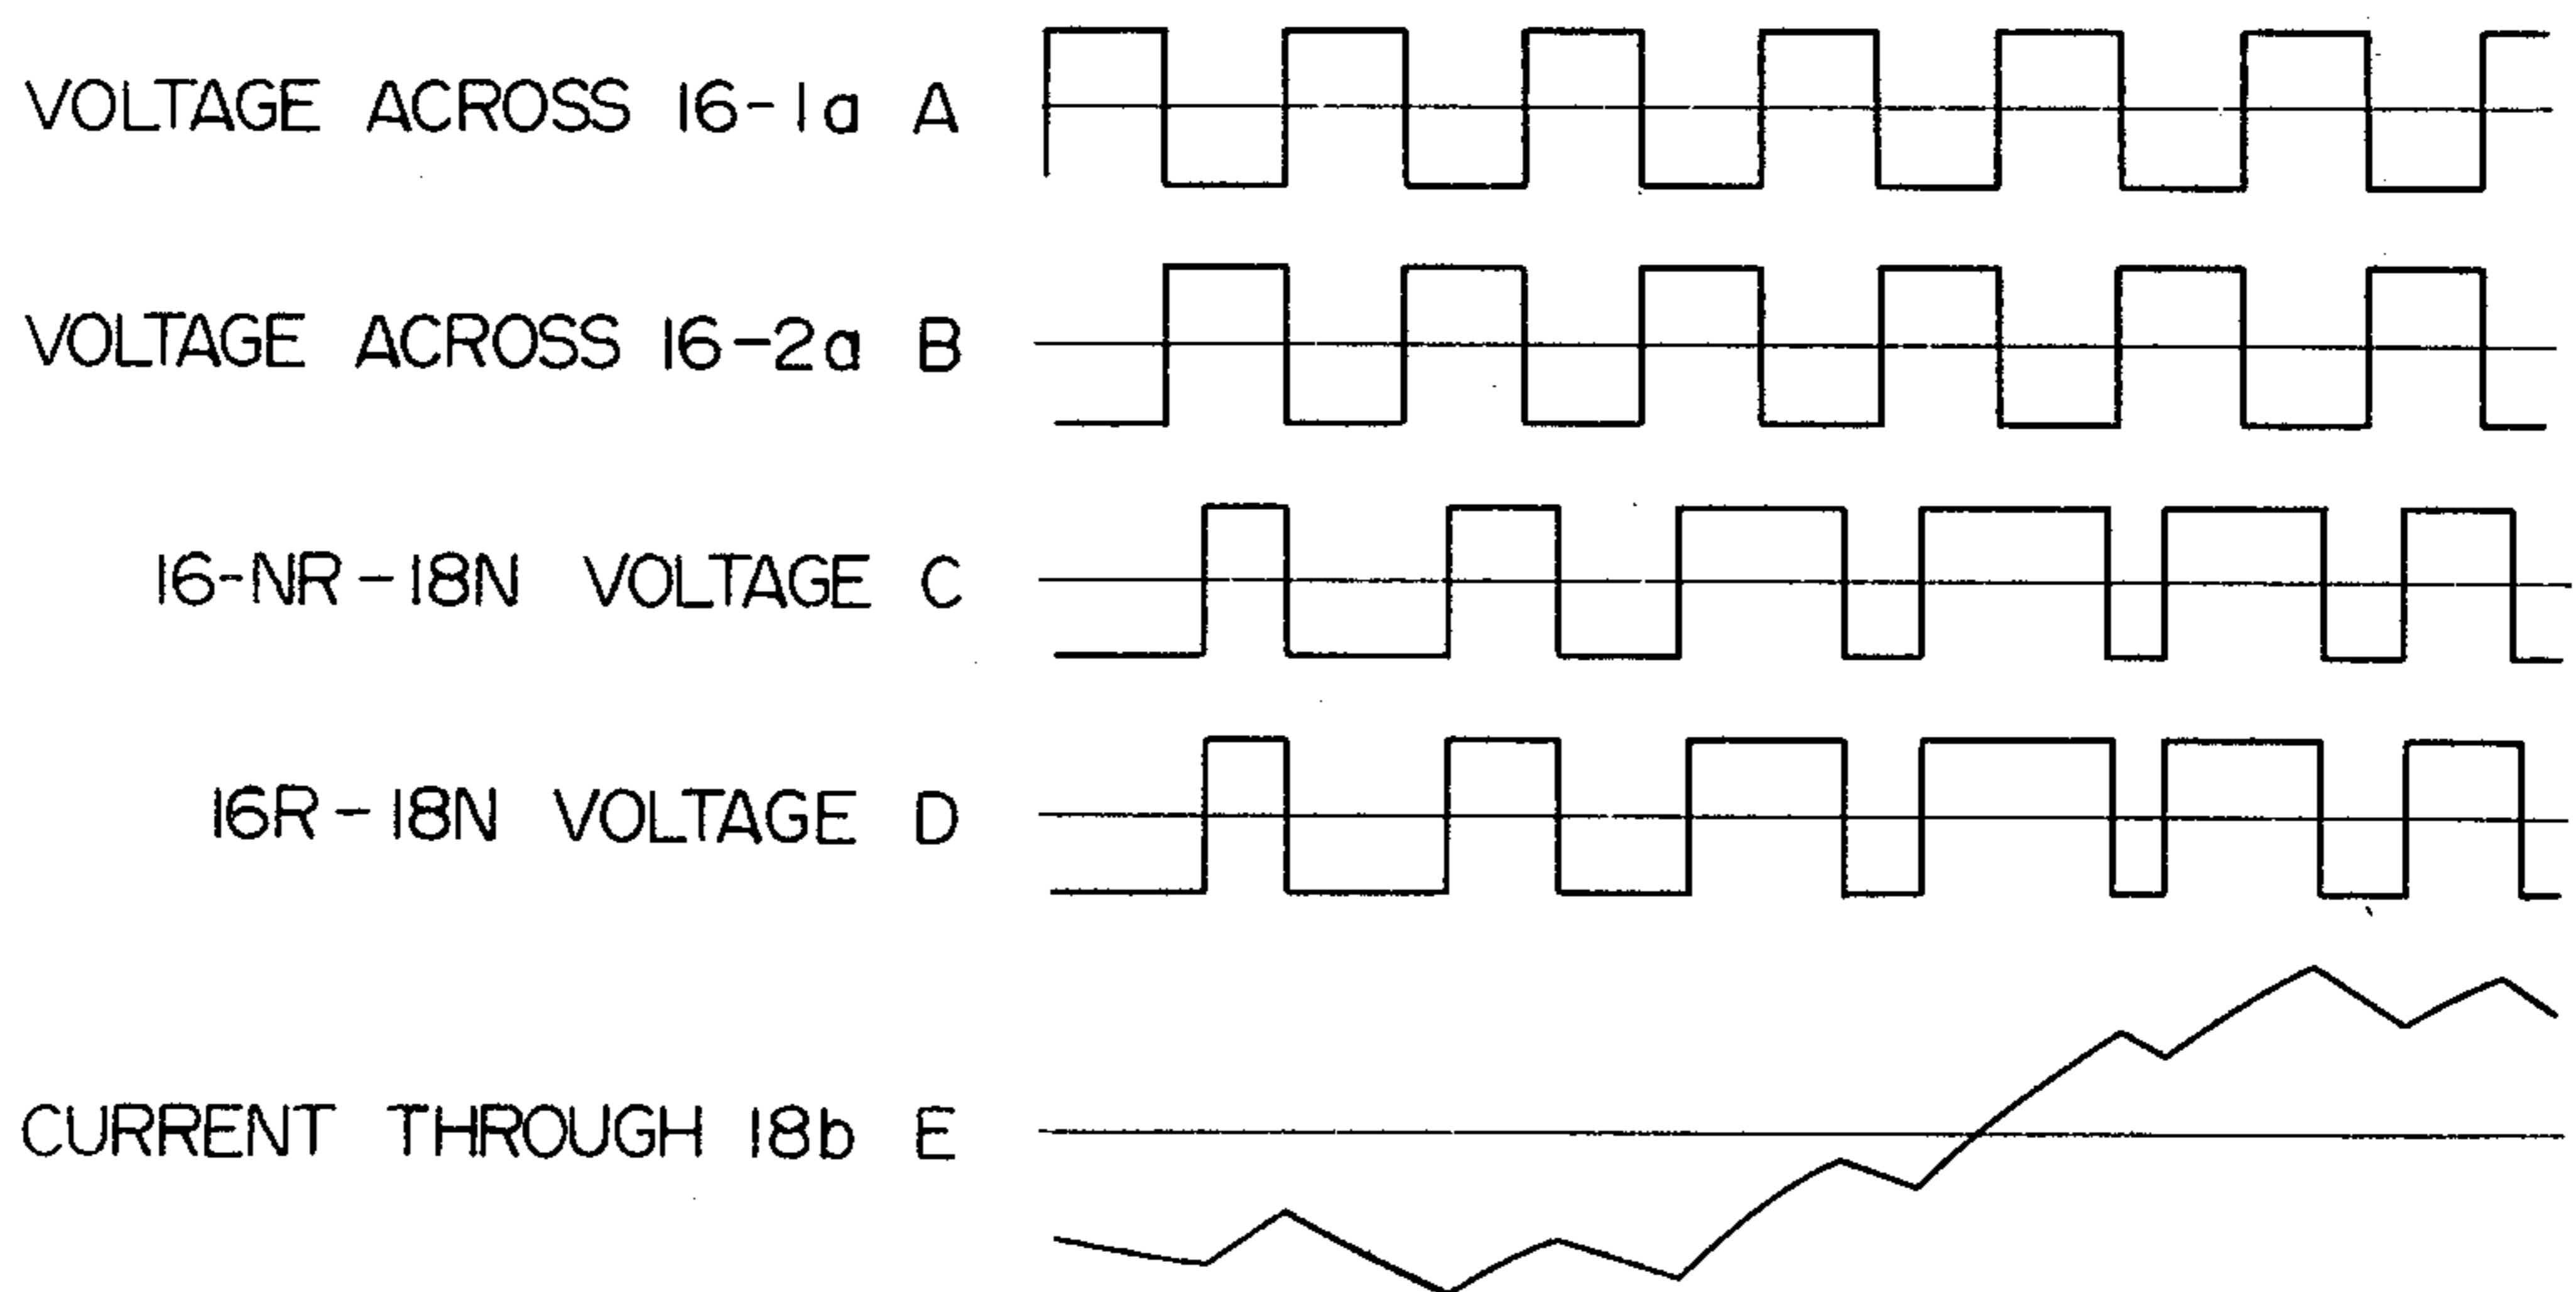 VOLTAGE ACROSS 16-1a A
VOLTAGE ACROSS 16-2a B
16-NR-18N VOLTAGE C
16R-18N VOLTAGE D
CURRENT THROUGH 18b E